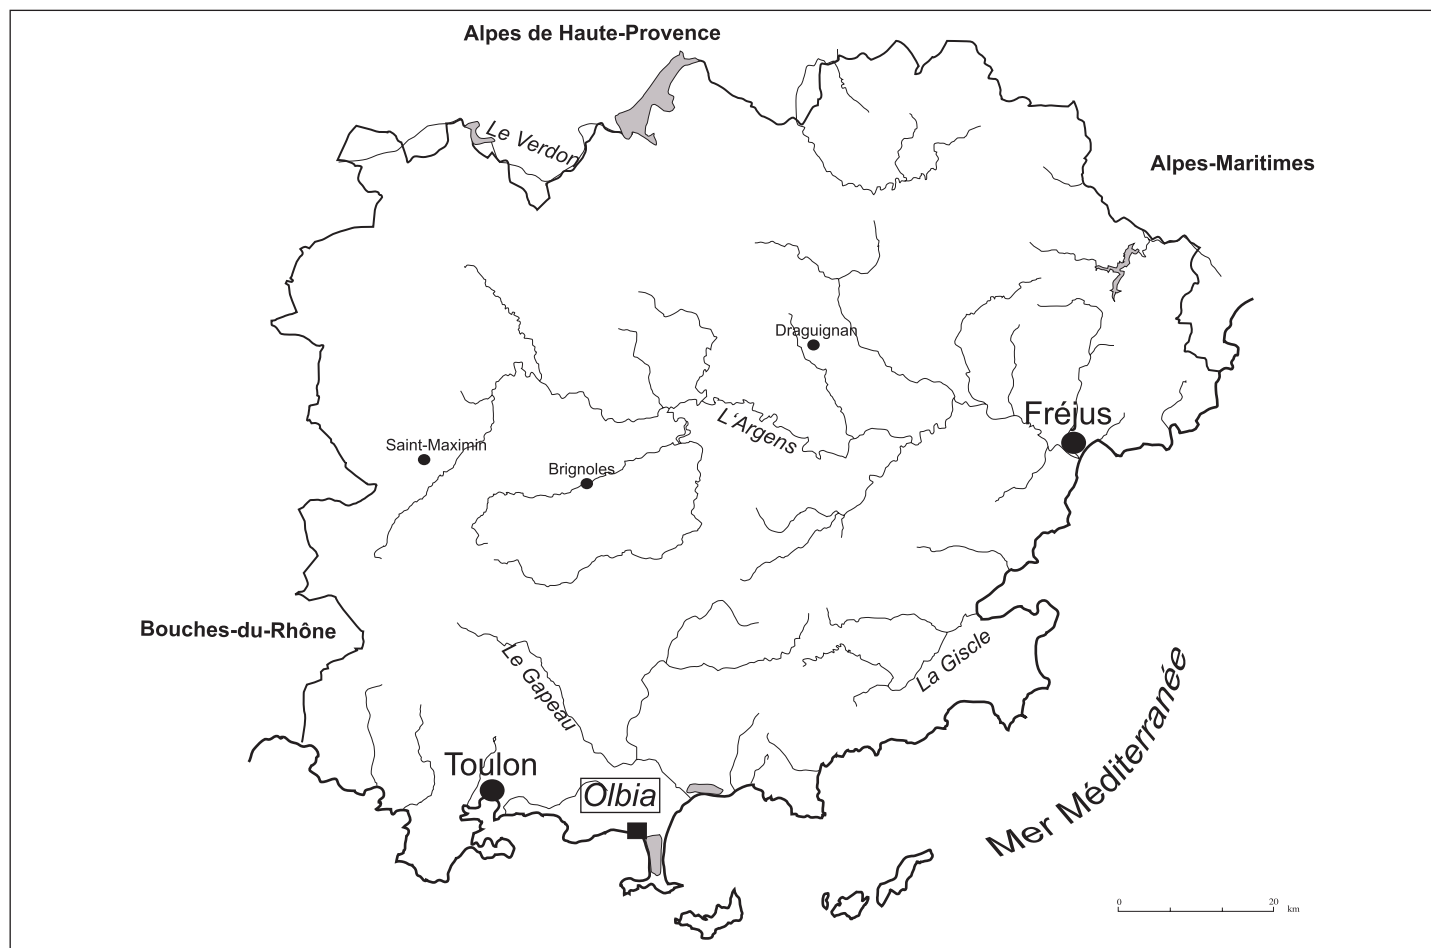 Alpes de Haute-Provence
Le Verdon
Alpes-Maritimes
Draguignan
Fréjus
L'Argens
Saint-Maximin
Brignoles
Bouches-du-Rhône
Le Gapeau
La Giscle
Mer Méditerranée
Toulon
Olbia
0 20 km